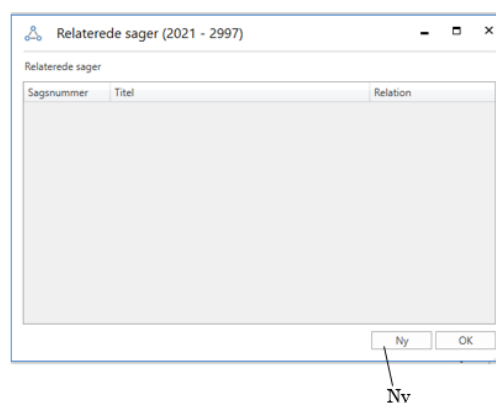 Relaterede sager (2021 - 2997)
Relaterede sager
Sagsnummer Titel Relation
Ny OK
Ny